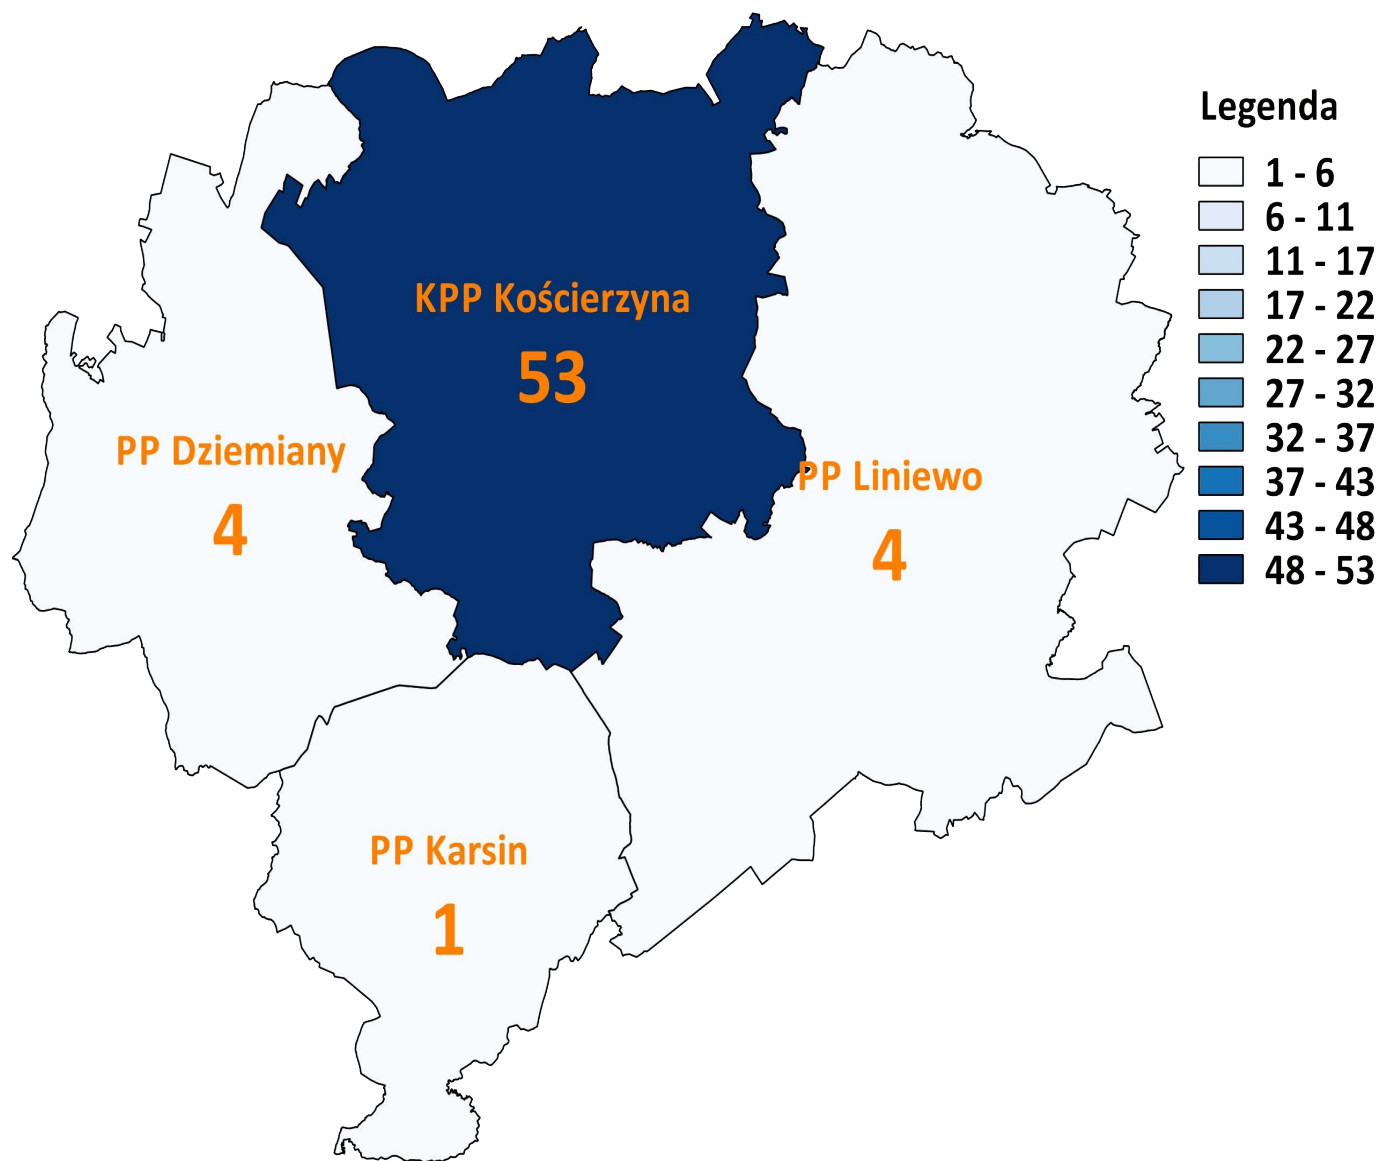 Legenda
1 - 6
6 - 11
11 - 17
17 - 22
22 - 27
27 - 32
32 - 37
37 - 43
43 - 48
48 - 53
KPP Kościerzyna
53
PP Dziemiany
4
PP Liniewo
4
PP Karsin
1